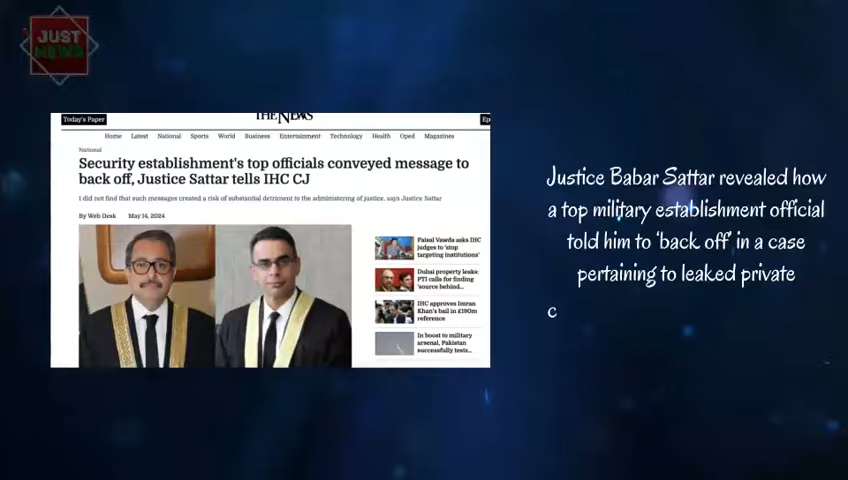 JUST
NEWS
Today's Paper
THE NEWS
Ep
Home Latest National Sports World Business Entertainment Technology Health Oped Magazines
National
Security establishment's top officials conveyed message to
back off, Justice Sattar tells IHC CJ
I did not find that such messages created a risk of substantial detriment to the administering of justice, says Justice Sattar
By Web Desk May 14, 2024
Faisal Vawda asks IHC
judges to 'stop
targeting institutions'
Dubai property leaks:
PTI calls for finding
'source behind...
IHC approves Imran
Khan's bail in £190m
reference
In boost to military
arsenal, Pakistan
successfully tests...
Justice Babar Sattar revealed how
a top military establishment official
told him to 'back off' in a case
pertaining to leaked private
c